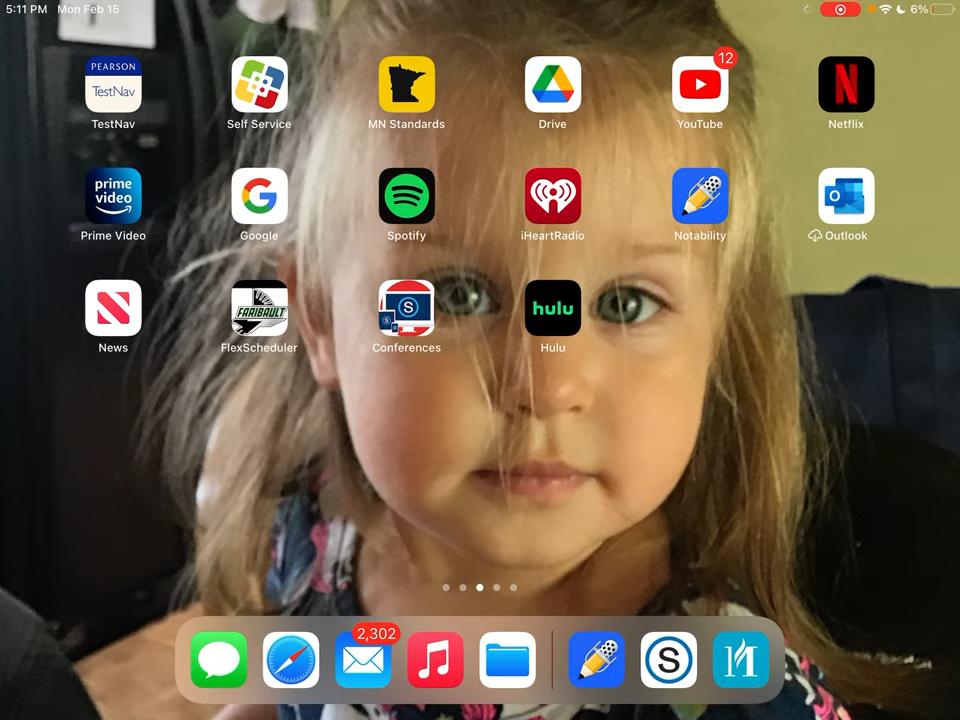 5:11 PM Mon Feb 15 6%
PEARSON
TestNav
12
TestNav Self Service MN Standards Drive YouTube Netflix
prime
video
Prime Video Google Spotify iHeartRadio Notability Outlook
FARIBAULT
S
hulu
News FlexScheduler Conferences Hulu
2,302
S